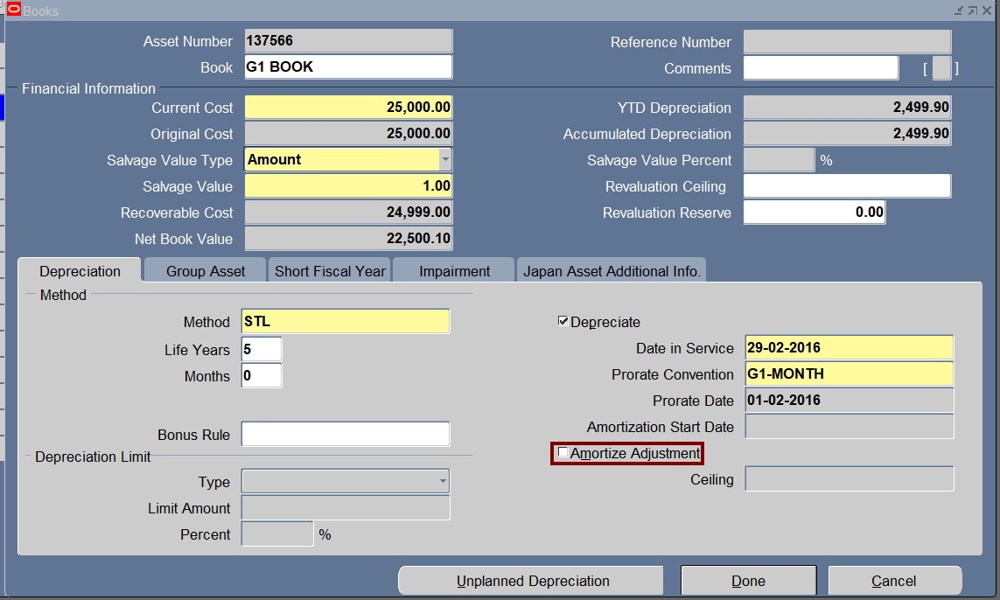 Books
Asset Number 137566
Book G1 BOOK
Reference Number
Comments [ ]
Financial Information
Current Cost 25,000.00
Original Cost 25,000.00
Salvage Value Type Amount
Salvage Value 1.00
Recoverable Cost 24,999.00
Net Book Value 22,500.10
YTD Depreciation 2,499.90
Accumulated Depreciation 2,499.90
Salvage Value Percent %
Revaluation Ceiling
Revaluation Reserve 0.00
Depreciation Group Asset Short Fiscal Year Impairment Japan Asset Additional Info.
Method
Method STL
Life Years 5
Months 0
Bonus Rule
Depreciation Limit
Type
Limit Amount
Percent %
Depreciate
Date in Service 29-02-2016
Prorate Convention G1-MONTH
Prorate Date 01-02-2016
Amortization Start Date
Amortize Adjustment
Ceiling
Unplanned Depreciation Done Cancel